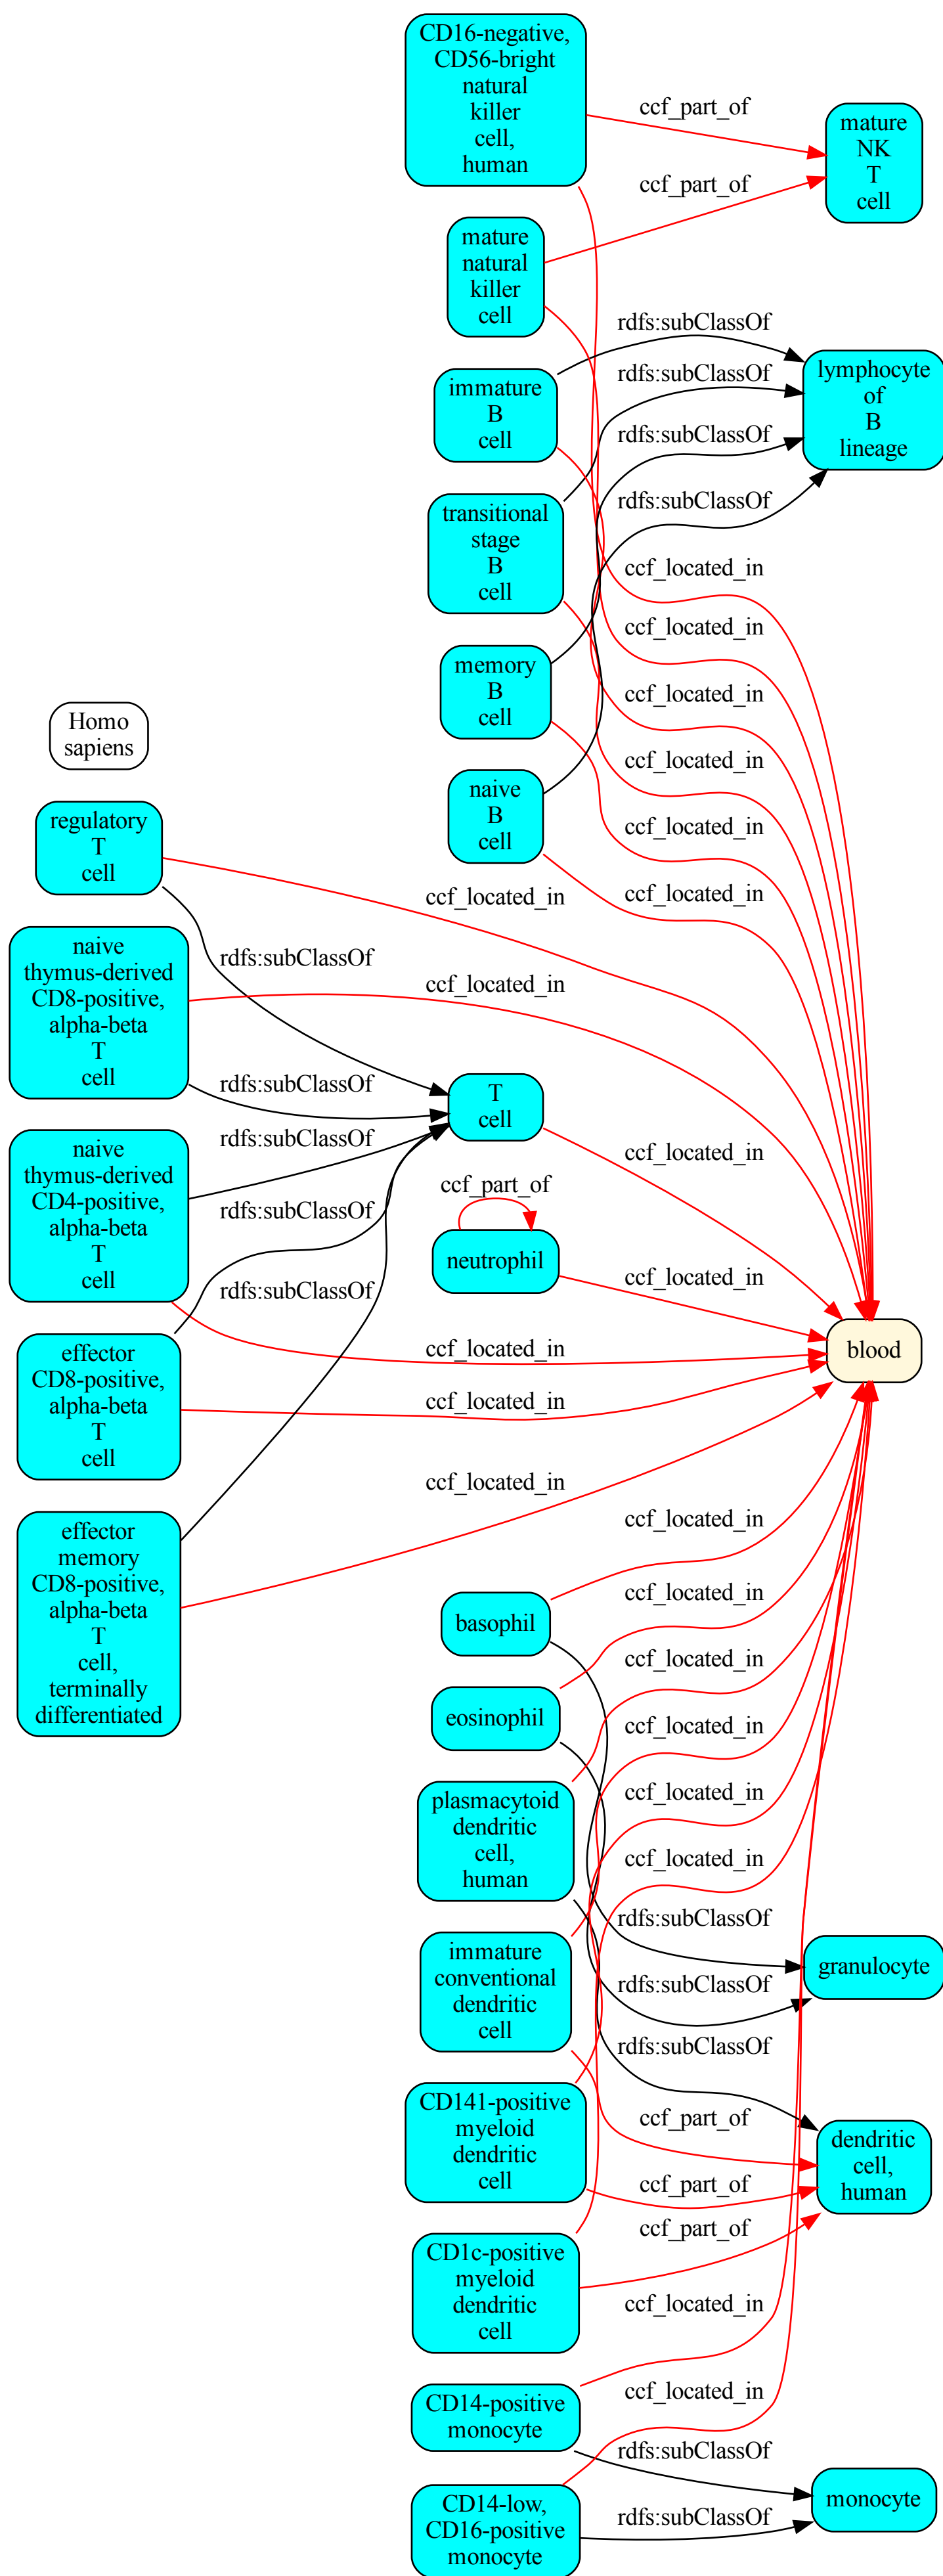 CD16-negative,
CD56-bright
natural
killer
cell,
human
ccf_part_of
mature
NK
T
cell
ccf_part_of
mature
natural
killer
cell
rdfs:subClassOf
immature
B
cell
rdfs:subClassOf
lymphocyte
of
B
lineage
rdfs:subClassOf
rdfs:subClassOf
transitional
stage
B
cell
ccf_located_in
ccf_located_in
memory
B
cell
ccf_located_in
Homo
sapiens
ccf_located_in
naive
B
cell
ccf_located_in
regulatory
T
cell
ccf_located_in
ccf_located_in
rdfs:subClassOf
naive
thymus-derived
CD8-positive,
alpha-beta
T
cell
ccf_located_in
rdfs:subClassOf
T
cell
rdfs:subClassOf
ccf_located_in
naive
thymus-derived
CD4-positive,
alpha-beta
T
cell
ccf_part_of
rdfs:subClassOf
neutrophil
ccf_located_in
rdfs:subClassOf
ccf_located_in
blood
effector
CD8-positive,
alpha-beta
T
cell
ccf_located_in
ccf_located_in
effector
memory
CD8-positive,
alpha-beta
T
cell,
terminally
differentiated
ccf_located_in
basophil
ccf_located_in
ccf_located_in
eosinophil
ccf_located_in
plasmacytoid
dendritic
cell,
human
ccf_located_in
ccf_located_in
rdfs:subClassOf
granulocyte
immature
conventional
dendritic
cell
rdfs:subClassOf
rdfs:subClassOf
CD141-positive
myeloid
dendritic
cell
ccf_part_of
dendritic
cell,
human
ccf_part_of
ccf_part_of
CD1c-positive
myeloid
dendritic
cell
ccf_located_in
ccf_located_in
CD14-positive
monocyte
rdfs:subClassOf
monocyte
CD14-low,
CD16-positive
monocyte
rdfs:subClassOf